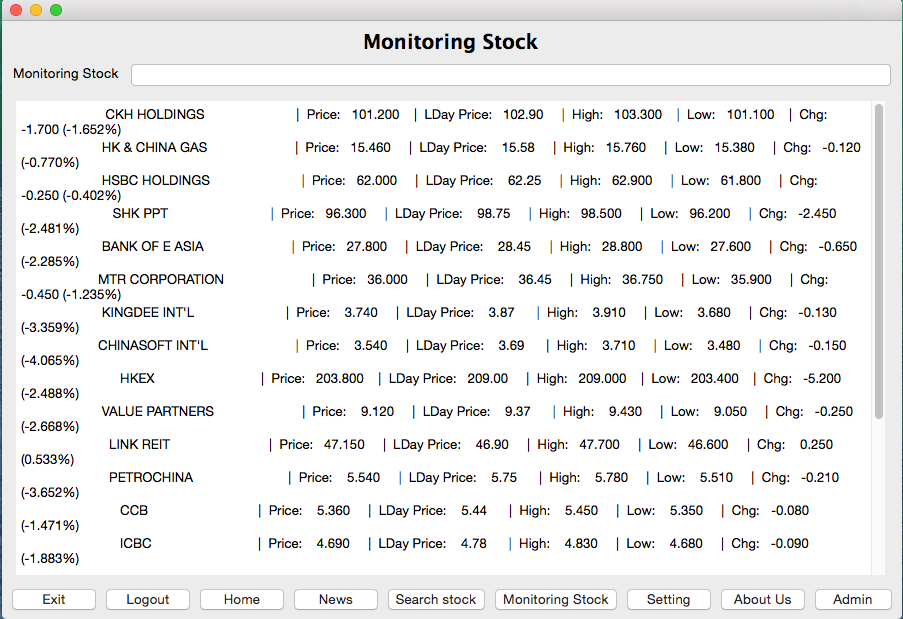 Monitoring Stock
Monitoring Stock
CKH HOLDINGS | Price: 101.200 | LDay Price: 102.90 | High: 103.300 | Low: 101.100 | Chg:
-1.700 (-1.652%)
HK & CHINA GAS | Price: 15.460 | LDay Price: 15.58 | High: 15.760 | Low: 15.380 | Chg: -0.120
(-0.770%)
HSBC HOLDINGS | Price: 62.000 | LDay Price: 62.25 | High: 62.900 | Low: 61.800 | Chg:
-0.250 (-0.402%)
SHK PPT | Price: 96.300 | LDay Price: 98.75 | High: 98.500 | Low: 96.200 | Chg: -2.450
(-2.481%)
BANK OF E ASIA | Price: 27.800 | LDay Price: 28.45 | High: 28.800 | Low: 27.600 | Chg: -0.650
(-2.285%)
MTR CORPORATION | Price: 36.000 | LDay Price: 36.45 | High: 36.750 | Low: 35.900 | Chg:
-0.450 (-1.235%)
KINGDEE INT'L | Price: 3.740 | LDay Price: 3.87 | High: 3.910 | Low: 3.680 | Chg: -0.130
(-3.359%)
CHINASOFT INT'L | Price: 3.540 | LDay Price: 3.69 | High: 3.710 | Low: 3.480 | Chg: -0.150
(-4.065%)
HKEX | Price: 203.800 | LDay Price: 209.00 | High: 209.000 | Low: 203.400 | Chg: -5.200
(-2.488%)
VALUE PARTNERS | Price: 9.120 | LDay Price: 9.37 | High: 9.430 | Low: 9.050 | Chg: -0.250
(-2.668%)
LINK REIT | Price: 47.150 | LDay Price: 46.90 | High: 47.700 | Low: 46.600 | Chg: 0.250
(0.533%)
PETROCHINA | Price: 5.540 | LDay Price: 5.75 | High: 5.780 | Low: 5.510 | Chg: -0.210
(-3.652%)
CCB | Price: 5.360 | LDay Price: 5.44 | High: 5.450 | Low: 5.350 | Chg: -0.080
(-1.471%)
ICBC | Price: 4.690 | LDay Price: 4.78 | High: 4.830 | Low: 4.680 | Chg: -0.090
(-1.883%)
Exit Logout Home News Search stock Monitoring Stock Setting About Us Admin